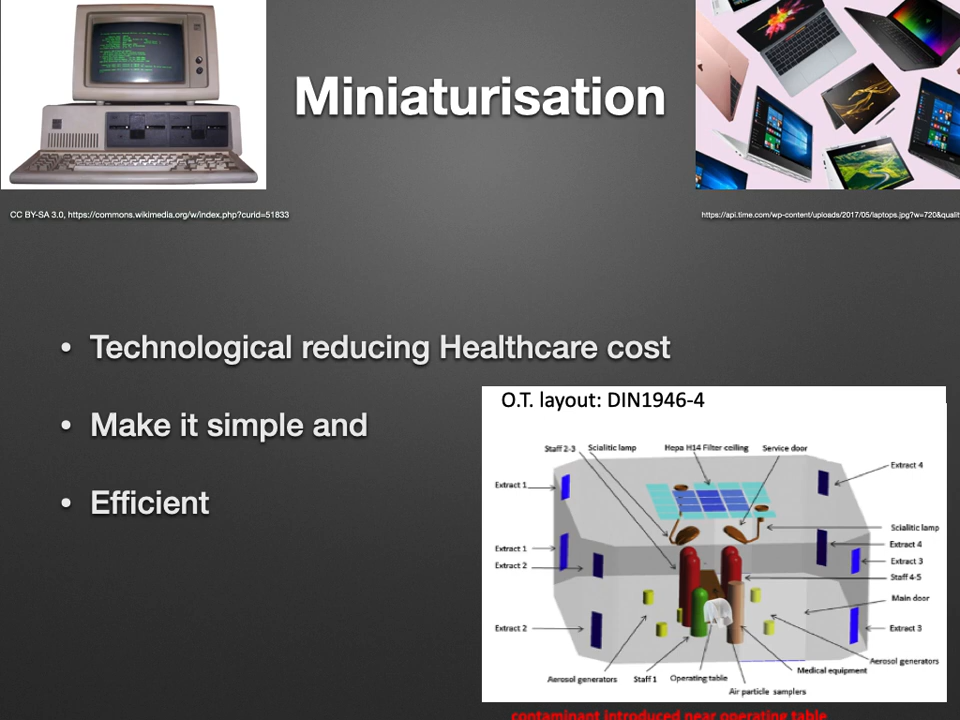 Miniaturisation
CC BY-SA 3.0, https://commons.wikimedia.org/w/index.php?curid=51833
https://api.time.com/wp-content/uploads/2017/05/laptops.jpg?w=720&qualit
• Technological reducing Healthcare cost
• Make it simple and
• Efficient
O.T. layout: DIN1946-4
Staff 2-3
Scialitic lamp
Hepa H14 Filter ceiling
Service door
Extract 4
Extract 1
Scialitic lamp
Extract 4
Extract 1
Extract 3
Extract 2
Staff 4-5
Main door
Extract 2
Extract 3
Aerosol generators
Medical equipment
Aerosol generators
Staff 1
Operating table
Air particle samplers
contaminant introduced near operating table